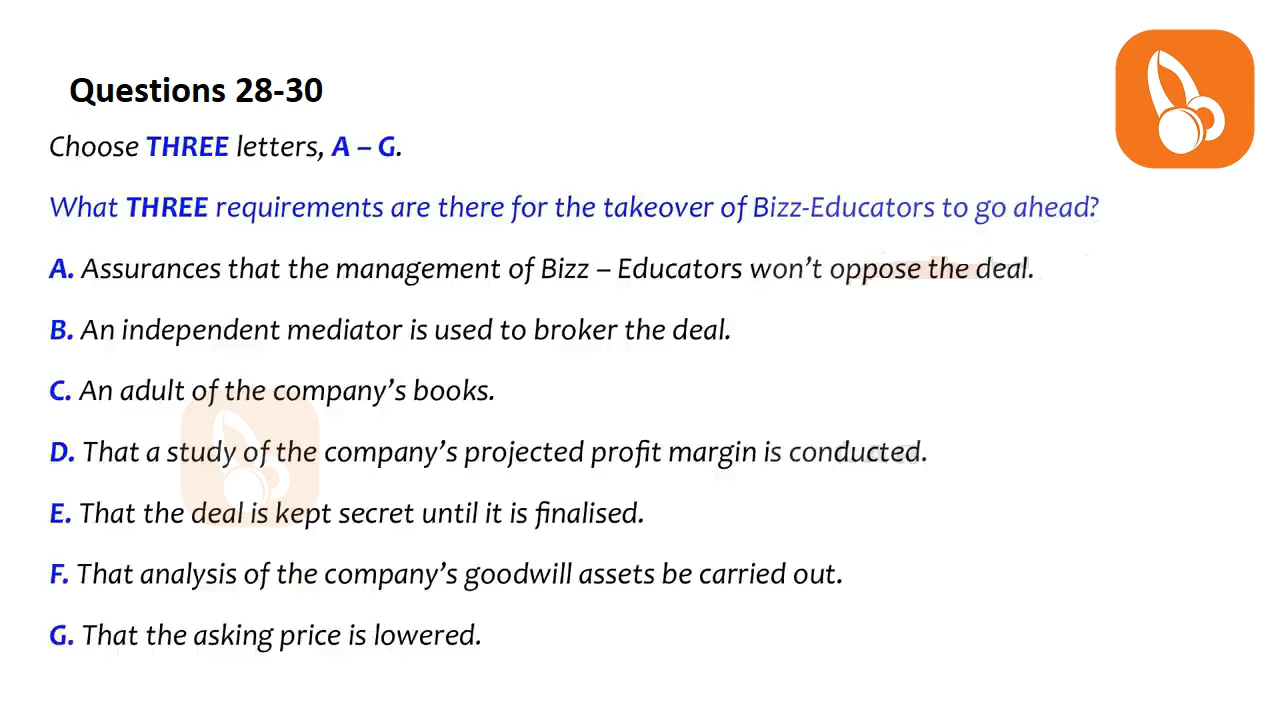 Questions 28-30
Choose THREE letters, A – G.
What THREE requirements are there for the takeover of Bizz-Educators to go ahead?
A. Assurances that the management of Bizz – Educators won't oppose the deal.
B. An independent mediator is used to broker the deal.
C. An adult of the company's books.
D. That a study of the company's projected profit margin is conducted.
E. That the deal is kept secret until it is finalised.
F. That analysis of the company's goodwill assets be carried out.
G. That the asking price is lowered.